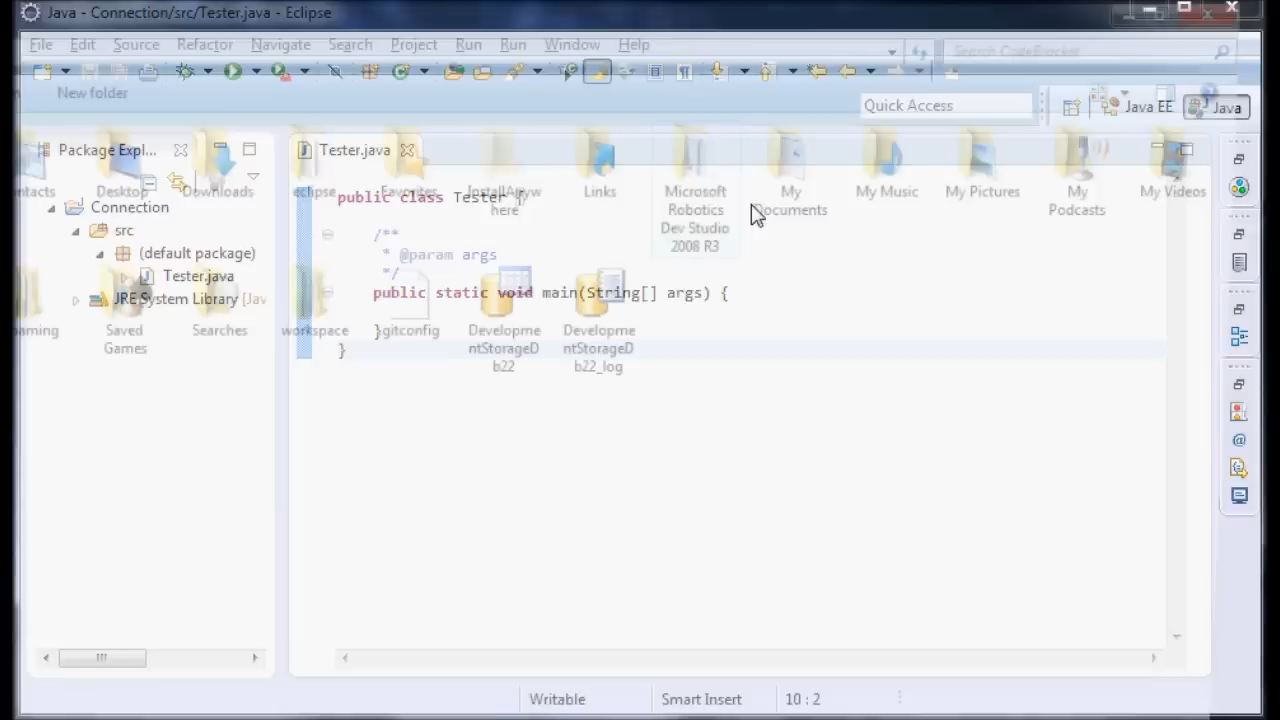 Java - Connection/src/Tester.java - Eclipse
File Edit Source Refactor Navigate Search Project Run Run Window Help
Search CodeBracket
New folder
Quick Access
Java EE
Java
Package Expl...
Tester.java
Desktop
Downloads
eclipse
Favorites
Links
Microsoft
Robotics
Dev Studio
2008 R3
My
Documents
My Music
My Pictures
My
Podcasts
My Videos
here
Connection
src
(default package)
Tester.java
JRE System Library [Jav
public class Tester {
/**
* @param args
*/
public static void main(String[] args) {
}
}
Saved
Games
Searches
workspace
.gitconfig
Developme
ntStorageD
b22
Developme
ntStorageD
b22_log
Writable
Smart Insert
10 : 2